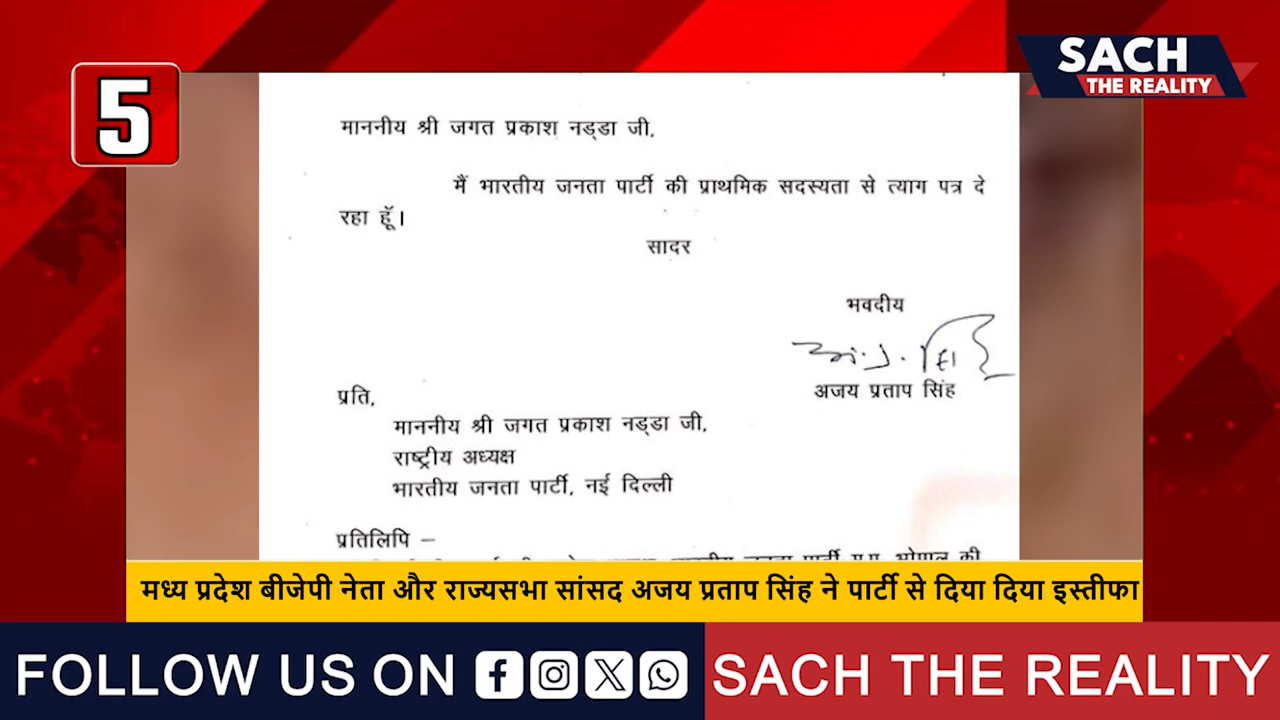 5
SACH
THE REALITY
माननीय श्री जगत प्रकाश नड्डा जी,
मैं भारतीय जनता पार्टी की प्राथमिक सदस्यता से त्याग पत्र दे
रहा हूँ।
सादर
भवदीय
अजय प्रताप सिंह
प्रति,
माननीय श्री जगत प्रकाश नड्डा जी,
राष्ट्रीय अध्यक्ष
भारतीय जनता पार्टी, नई दिल्ली
प्रतिलिपि –
भारतीय जनता पार्टी म.प्र. भोपाल की
मध्य प्रदेश बीजेपी नेता और राज्यसभा सांसद अजय प्रताप सिंह ने पार्टी से दिया दिया इस्तीफा
FOLLOW US ON
SACH THE REALITY